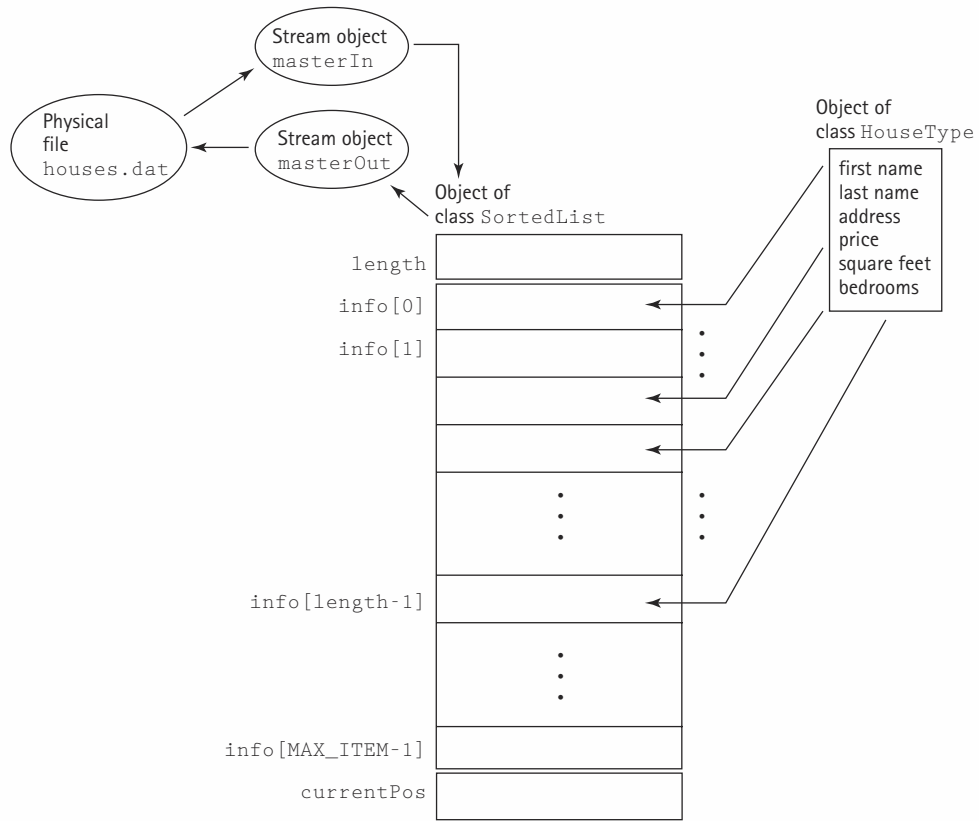 Stream object
masterIn
Physical
file
houses.dat
Stream object
masterOut
Object of
class HouseType
first name
last name
address
price
square feet
bedrooms
Object of
class SortedList
length
info[0]
info[1]
info[length-1]
info[MAX_ITEM-1]
currentPos